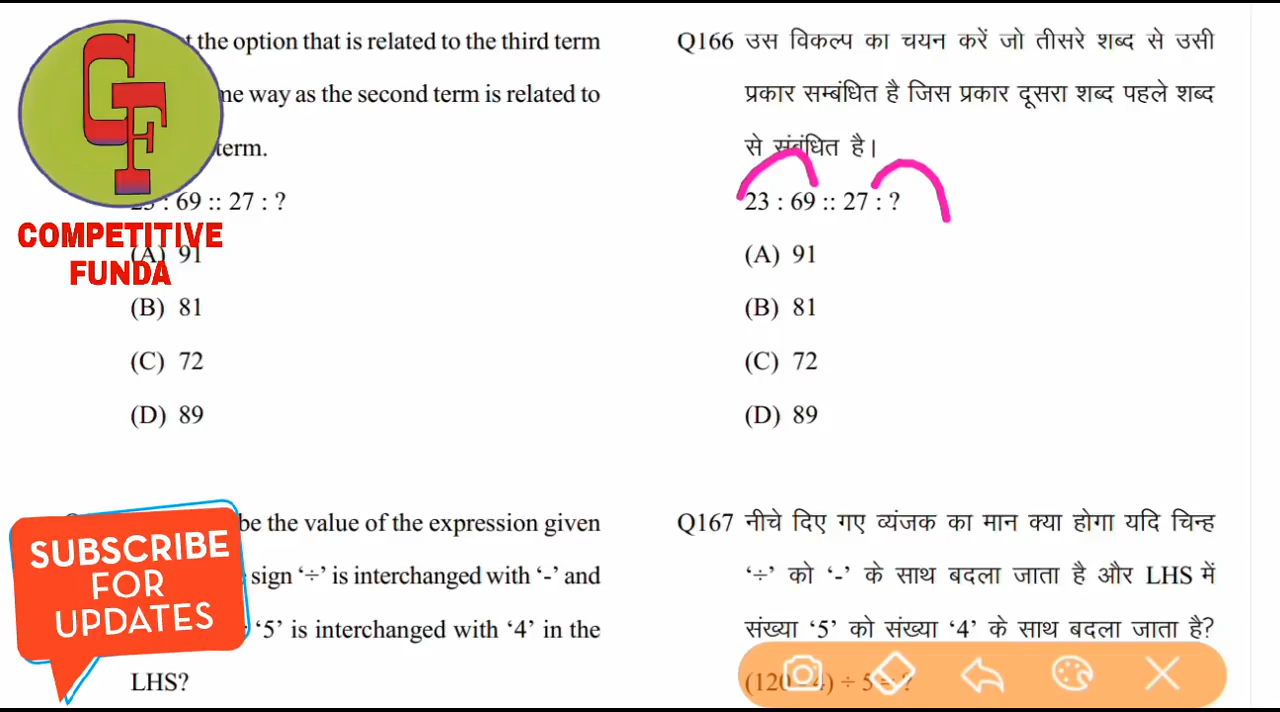 t the option that is related to the third term
me way as the second term is related to
term.
: 69 :: 27 : ?
(A) 91
(B) 81
(C) 72
(D) 89
COMPETITIVE
FUNDA
be the value of the expression given
sign ‘÷’ is interchanged with ‘-’ and
‘5’ is interchanged with ‘4’ in the
LHS?
SUBSCRIBE
FOR
UPDATES
Q166 उस विकल्प का चयन करें जो तीसरे शब्द से उसी
प्रकार सम्बंधित है जिस प्रकार दूसरा शब्द पहले शब्द
से संबंधित है।
23 : 69 :: 27 : ?
(A) 91
(B) 81
(C) 72
(D) 89
Q167 नीचे दिए गए व्यंजक का मान क्या होगा यदि चिन्ह
‘÷’ को ‘-’ के साथ बदला जाता है और LHS में
संख्या ‘5’ को संख्या ‘4’ के साथ बदला जाता है?
(120 - 4) ÷ 5 = ?